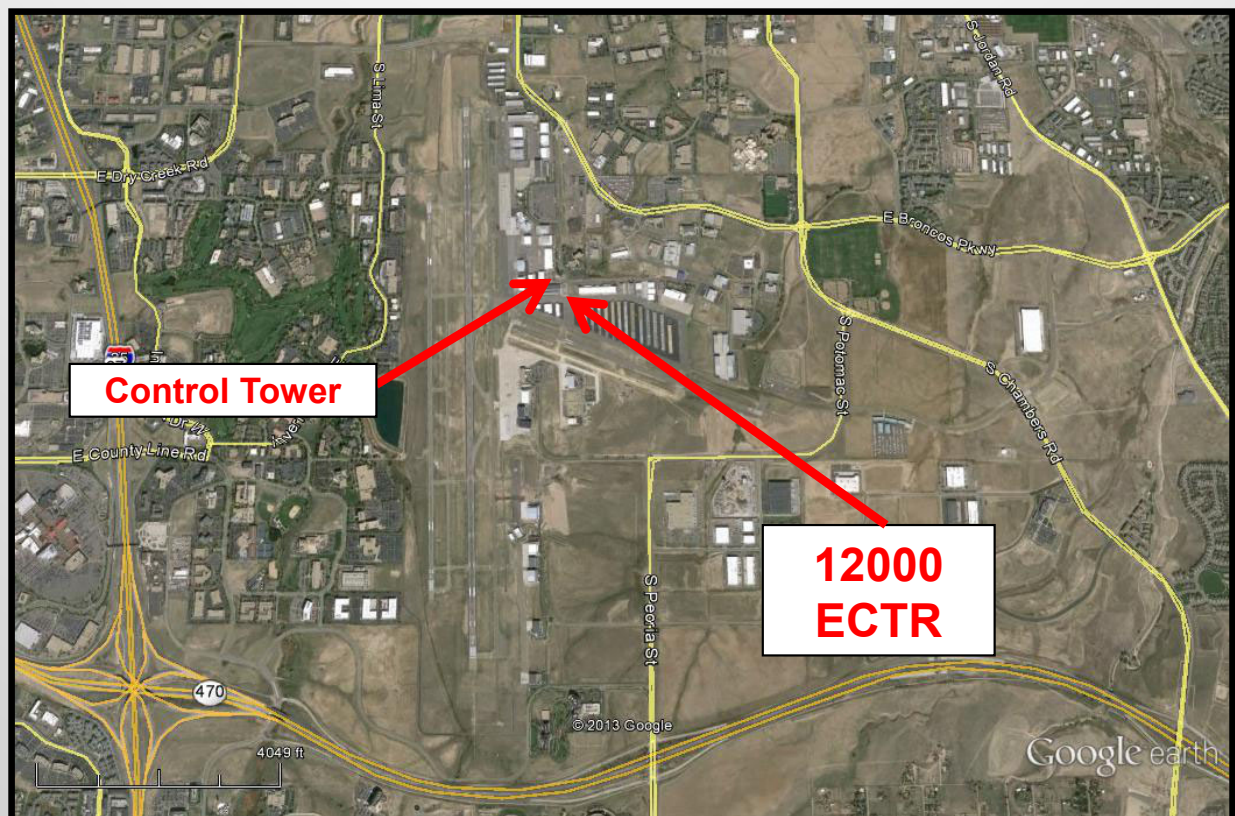 S Jordan Rd
S Lima St
E Dry Creek Rd
E Broncos Pkwy
S Potomac St
Control Tower
S Chambers Rd
E County Line Rd
12000
ECTR
S Peoria St
470
© 2013 Google
4049 ft
Google earth